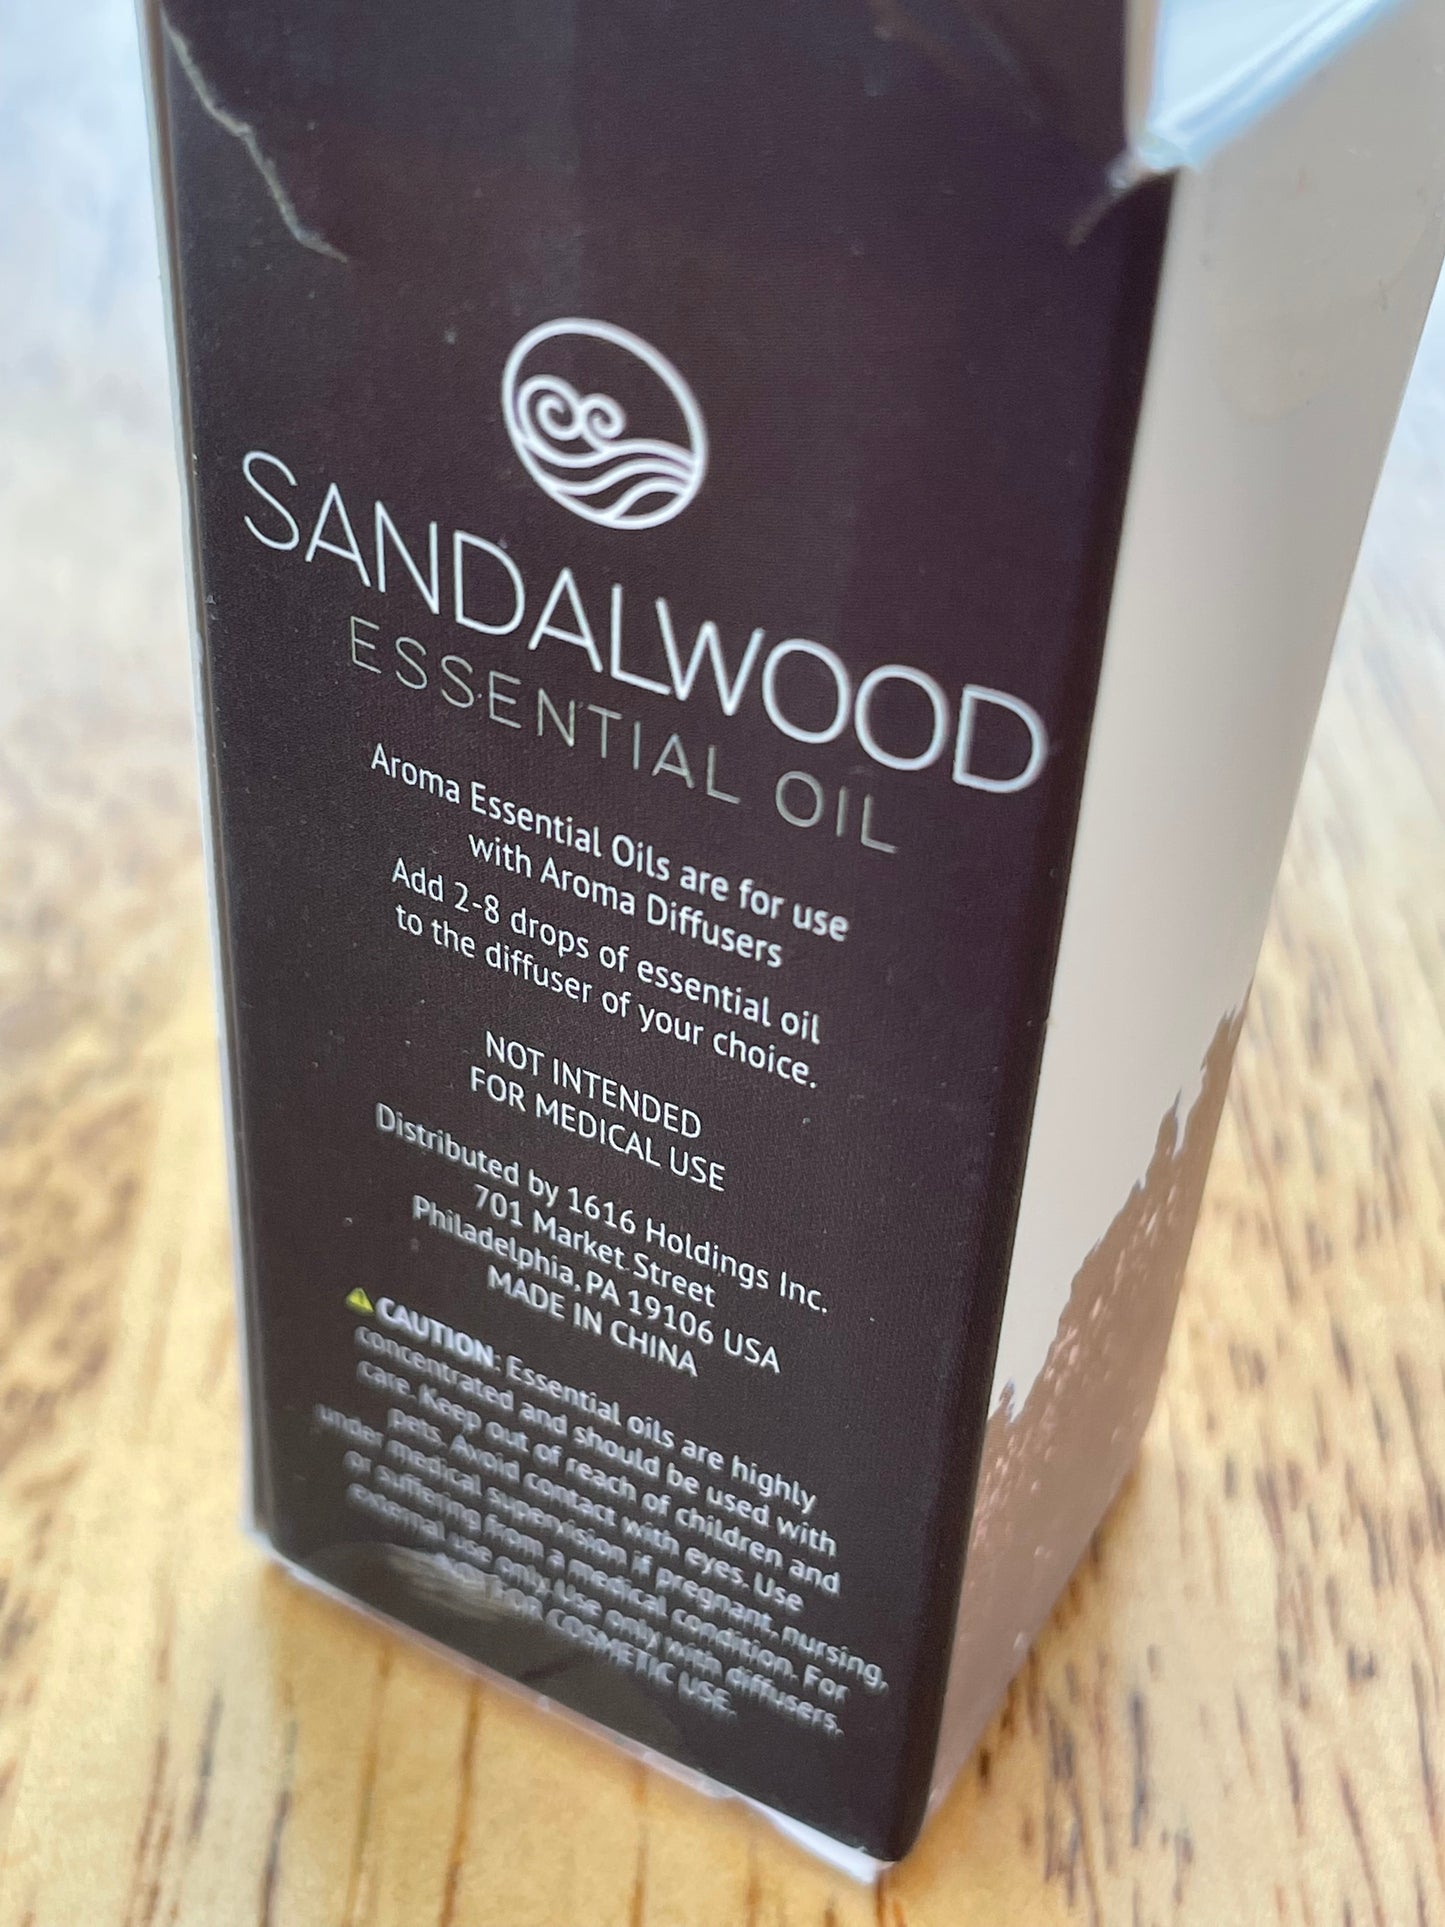 SANDALWOOD
ESSENTIAL OIL
Aroma Essential Oils are for use
with Aroma Diffusers
Add 2-8 drops of essential oil
to the diffuser of your choice.
NOT INTENDED
FOR MEDICAL USE
Distributed by 1616 Holdings Inc.
701 Market Street
Philadelphia, PA 19106 USA
MADE IN CHINA
CAUTION: Essential oils are highly
concentrated and should be used with
care. Keep out of reach of children and
pets. Avoid contact with eyes. Use
under medical supervision if pregnant, nursing,
or suffering from a medical condition. For
external use only. Use only with diffusers.
FOR COSMETIC USE.